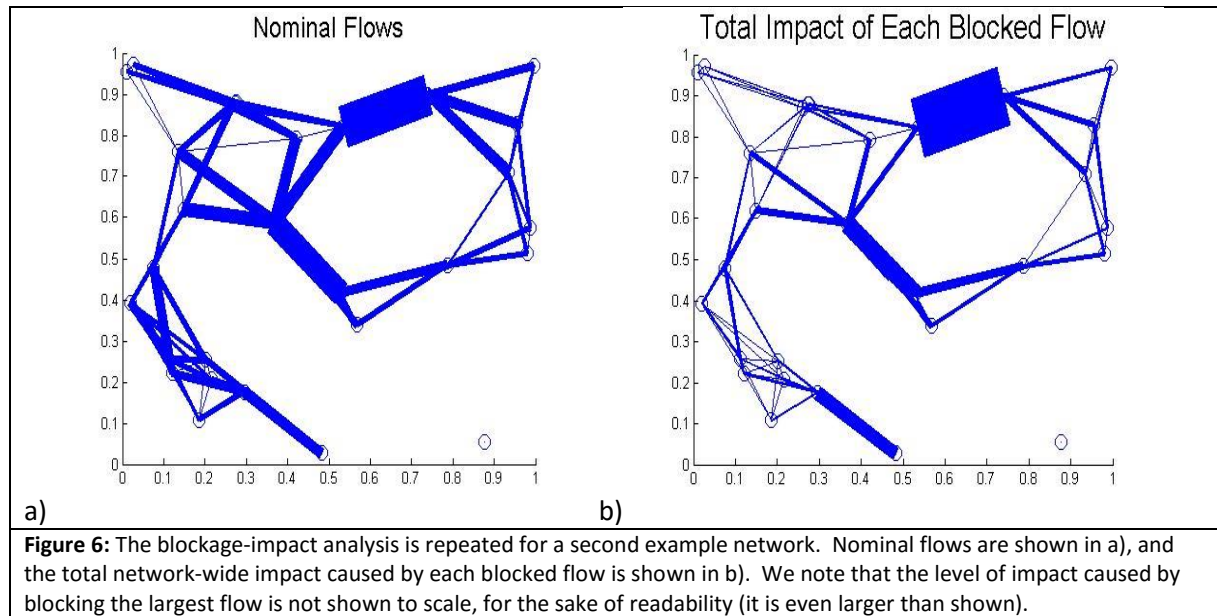 Nominal Flows
1
0.9
0.8
0.7
0.6
0.5
0.4
0.3
0.2
0.1
0
0 0.1 0.2 0.3 0.4 0.5 0.6 0.7 0.8 0.9 1
a)
Total Impact of Each Blocked Flow
1
0.9
0.8
0.7
0.6
0.5
0.4
0.3
0.2
0.1
0
0 0.1 0.2 0.3 0.4 0.5 0.6 0.7 0.8 0.9 1
b)
Figure 6: The blockage-impact analysis is repeated for a second example network. Nominal flows are shown in a), and
the total network-wide impact caused by each blocked flow is shown in b). We note that the level of impact caused by
blocking the largest flow is not shown to scale, for the sake of readability (it is even larger than shown).